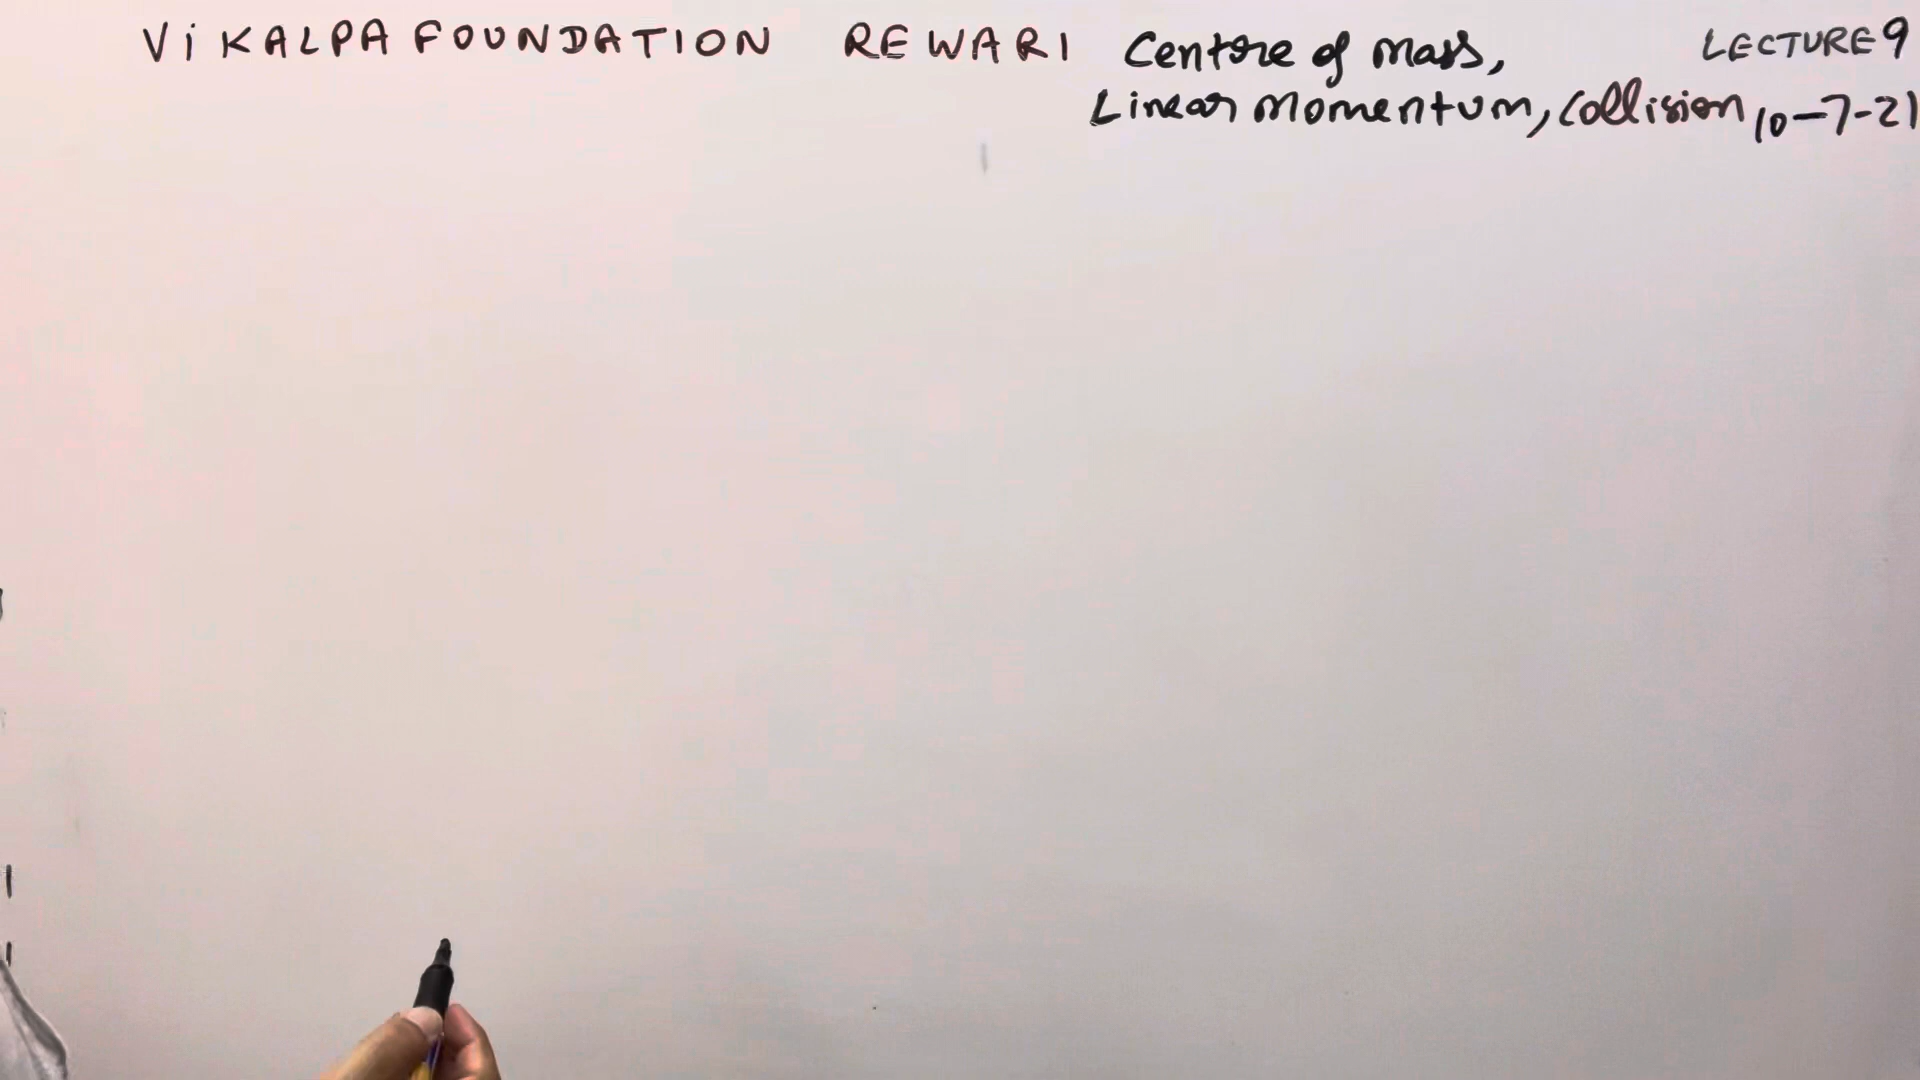 ViKALPA FOUNDATION REWARI Centre of mass, LECTURE 9
Linear Momentum, Collision 10-7-21